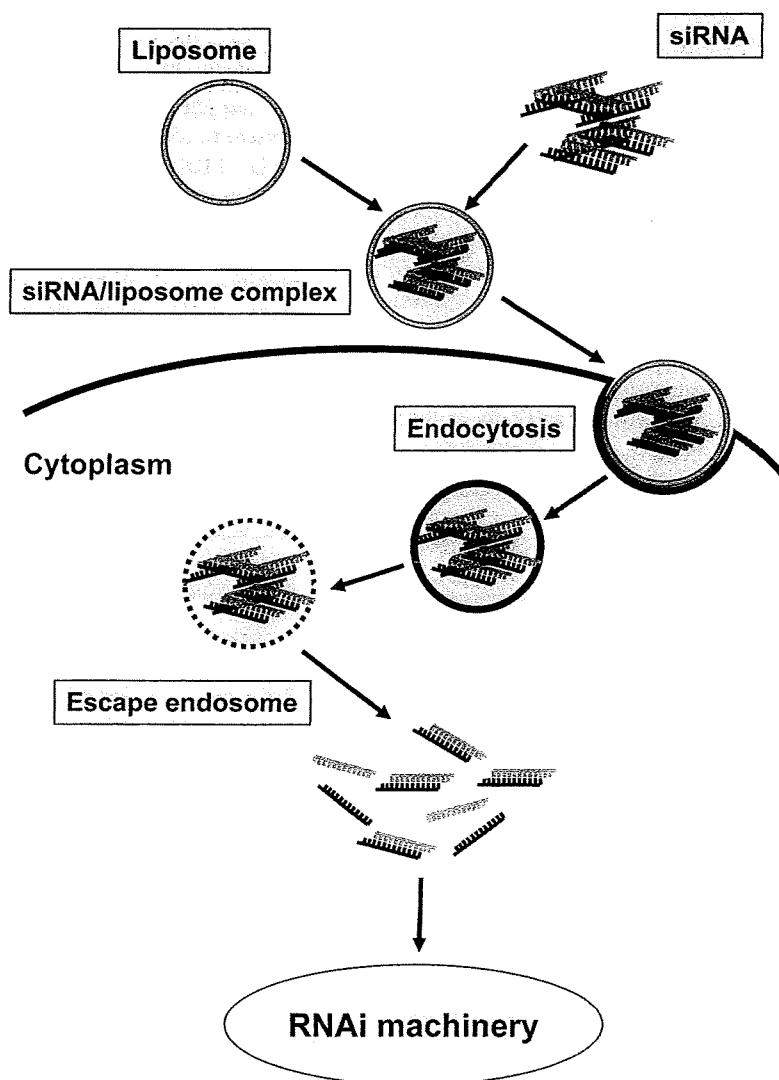 Liposome
siRNA
siRNA/liposome complex
Endocytosis
Cytoplasm
Escape endosome
RNAi machinery